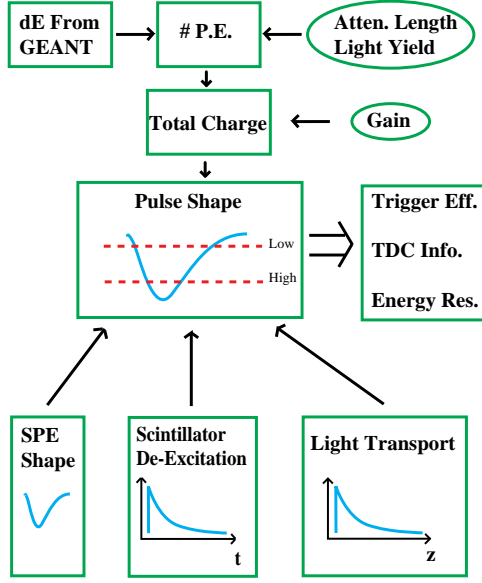 dE From
GEANT
# P.E.
Atten. Length
Light Yield
Total Charge
Gain
Pulse Shape
Low
High
Trigger Eff.
TDC Info.
Energy Res.
SPE
Shape
Scintillator
De-Excitation
t
Light Transport
z